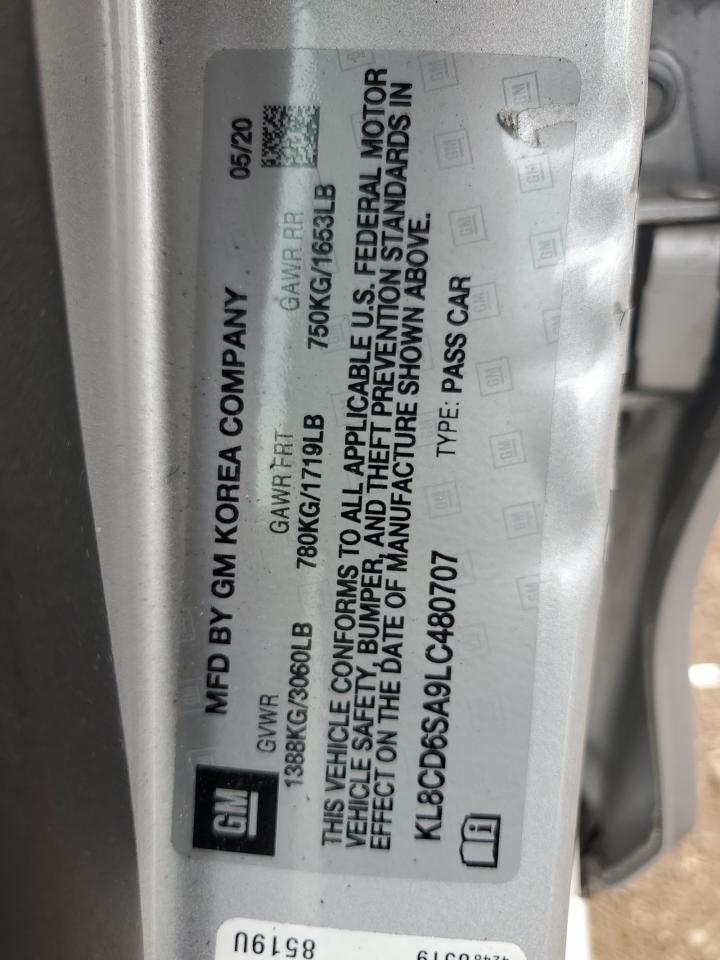 GM
MFD BY GM KOREA COMPANY 05/20
GVWR GAWR FRT GAWR RR
1388KG/3060LB 780KG/1719LB 750KG/1653LB
THIS VEHICLE CONFORMS TO ALL APPLICABLE U.S. FEDERAL MOTOR
VEHICLE SAFETY, BUMPER, AND THEFT PREVENTION STANDARDS IN
EFFECT ON THE DATE OF MANUFACTURE SHOWN ABOVE.
KL8CD6SA9LC480707 TYPE: PASS CAR
8519U